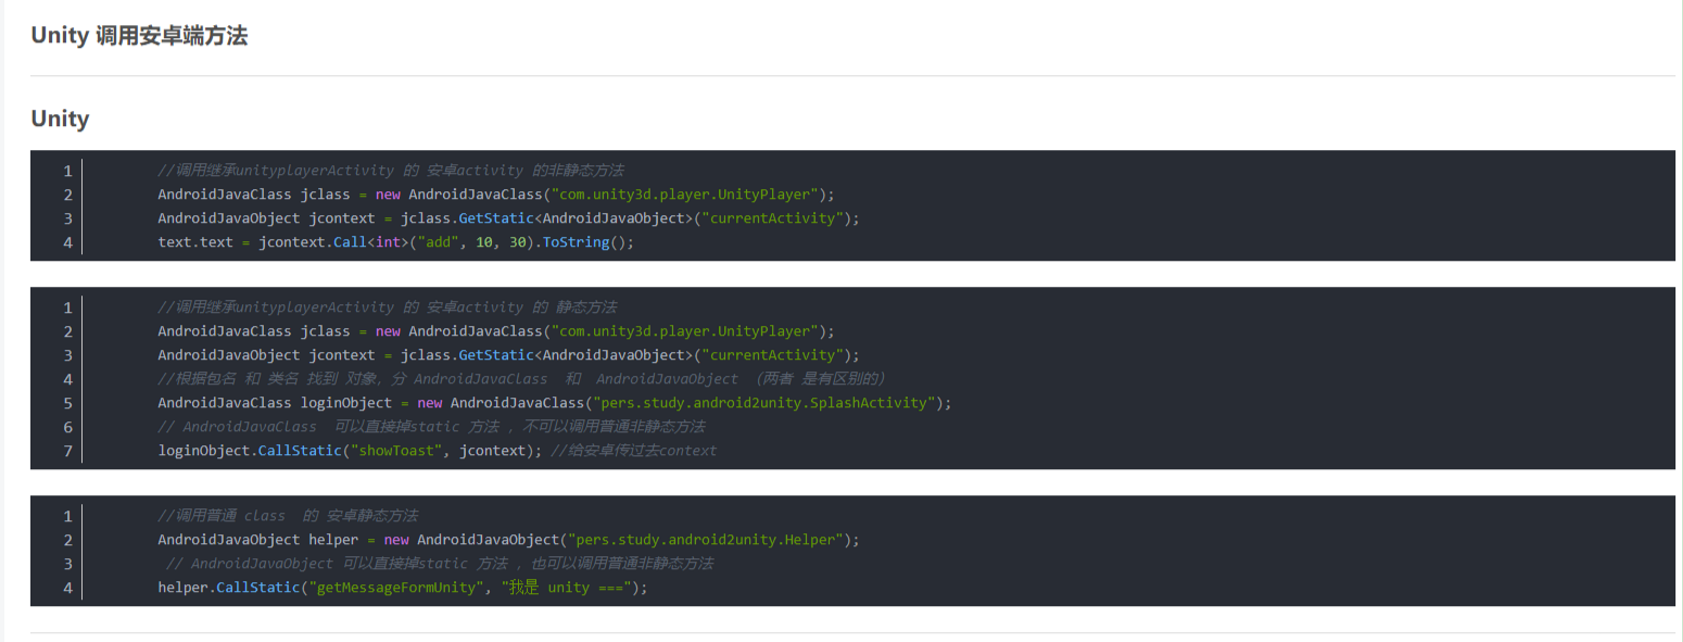 Unity 调用安卓端方法
Unity
1 //调用继承unityplayerActivity 的 安卓activity 的非静态方法
2 AndroidJavaClass jclass = new AndroidJavaClass("com.unity3d.player.UnityPlayer");
3 AndroidJavaObject jcontext = jclass.GetStatic<AndroidJavaObject>("currentActivity");
4 text.text = jcontext.Call<int>("add", 10, 30).ToString();
1 //调用继承unityplayerActivity 的 安卓activity 的 静态方法
2 AndroidJavaClass jclass = new AndroidJavaClass("com.unity3d.player.UnityPlayer");
3 AndroidJavaObject jcontext = jclass.GetStatic<AndroidJavaObject>("currentActivity");
4 //根据包名 和 类名 找到 对象，分 AndroidJavaClass 和 AndroidJavaObject （两者 是有区别的）
5 AndroidJavaClass loginObject = new AndroidJavaClass("pers.study.android2unity.SplashActivity");
6 // AndroidJavaClass 可以直接掉static 方法 ，不可以调用普通非静态方法
7 loginObject.CallStatic("showToast", jcontext); //给安卓传过去context
1 //调用普通 class 的 安卓静态方法
2 AndroidJavaObject helper = new AndroidJavaObject("pers.study.android2unity.Helper");
3 // AndroidJavaObject 可以直接掉static 方法 ，也可以调用普通非静态方法
4 helper.CallStatic("getMessageFormUnity", "我是 unity ===");